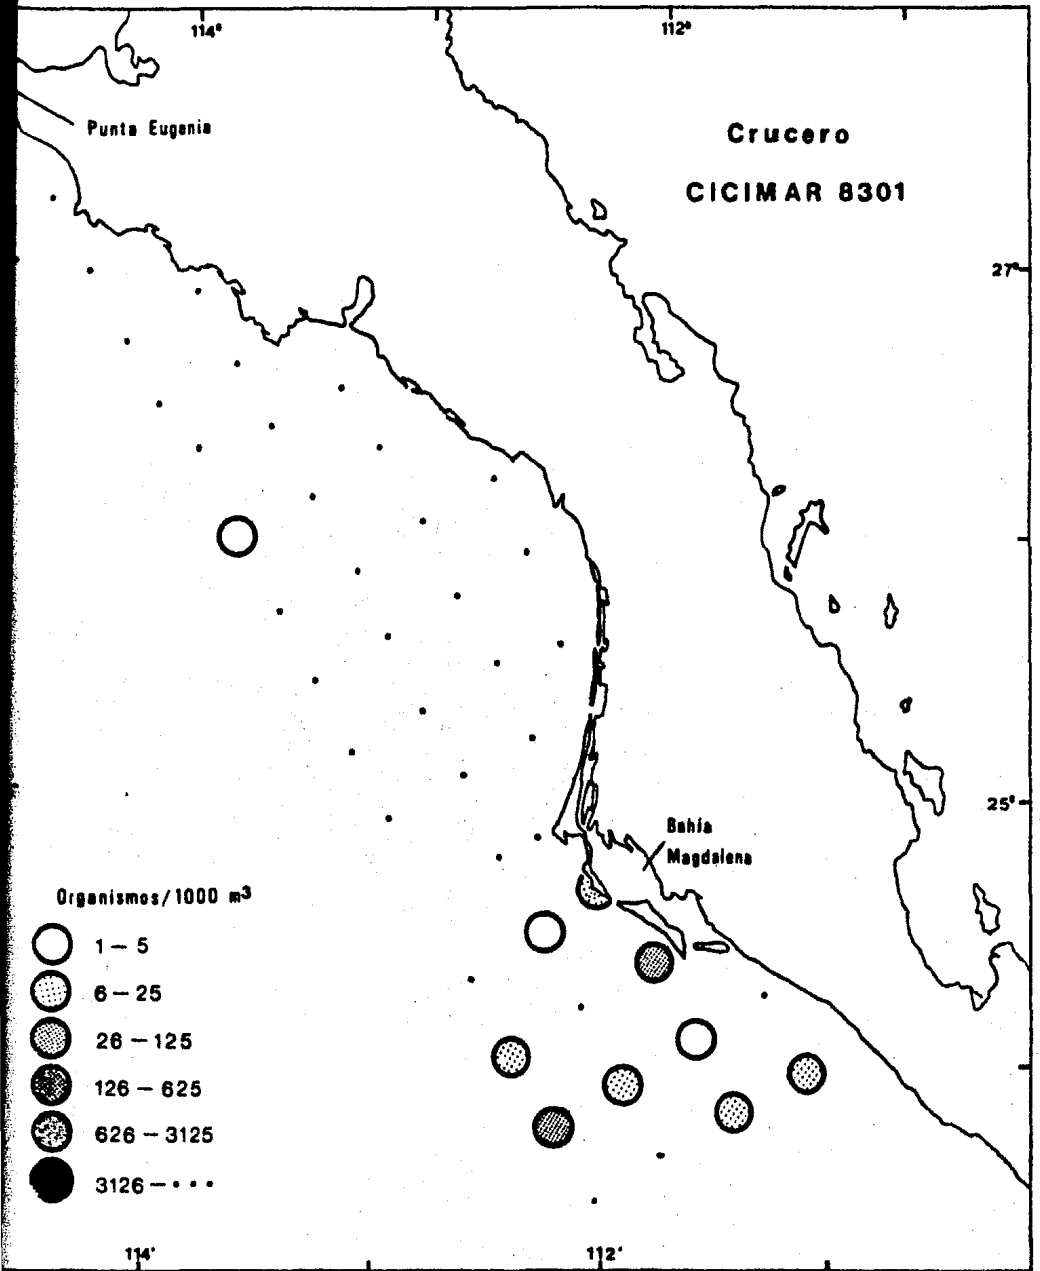 114° 112°
Punta Eugenia
Crucero
CICIMAR 8301
27°
25°
Bahía
Magdalena
Organismos/1000 m³
1 – 5
6 – 25
26 – 125
126 – 625
626 – 3125
3126 – • • •
114° 112°